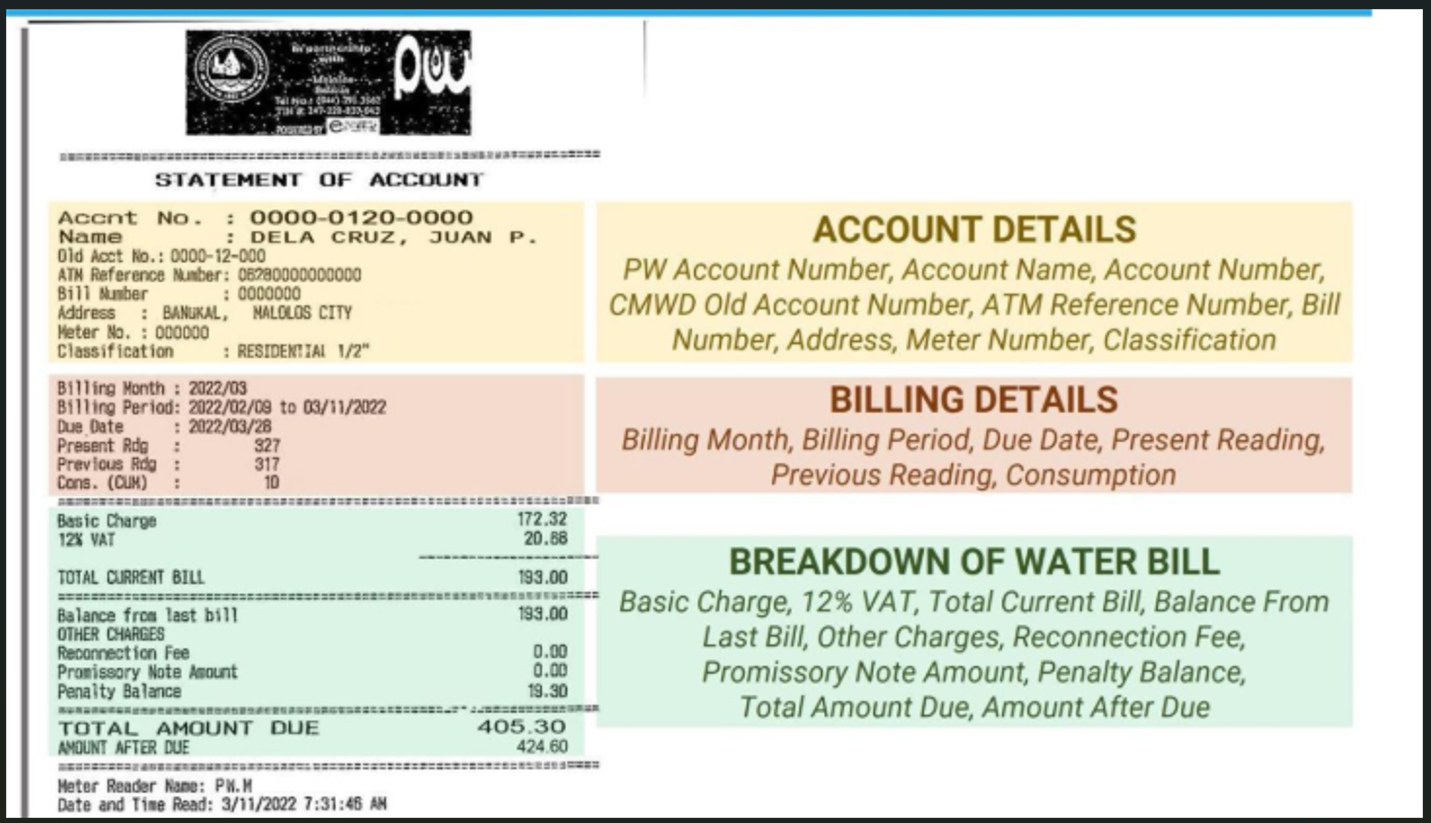 In partnership
with
Malolos
Bulacan
POWERED BY
pw
STATEMENT OF ACCOUNT
Accnt No. : 0000-0120-0000
Name : DELA CRUZ, JUAN P.
Old Acct No.: 0000-12-000
ATM Reference Number: 06280000000000
Bill Number : 0000000
Address : BANGKAL, MALOLOS CITY
Meter No. : 000000
Classification : RESIDENTIAL 1/2"
ACCOUNT DETAILS
PW Account Number, Account Name, Account Number,
CMWD Old Account Number, ATM Reference Number, Bill
Number, Address, Meter Number, Classification
Billing Month : 2022/03
Billing Period: 2022/02/09 to 03/11/2022
Due Date : 2022/03/28
Present Rdg : 327
Previous Rdg : 317
Cons. (CUM) : 10
BILLING DETAILS
Billing Month, Billing Period, Due Date, Present Reading,
Previous Reading, Consumption
Basic Charge 172.32
12% VAT 20.68
TOTAL CURRENT BILL 193.00
Balance from last bill 193.00
OTHER CHARGES
Reconnection Fee 0.00
Promissory Note Amount 0.00
Penalty Balance 19.30
TOTAL AMOUNT DUE 405.30
AMOUNT AFTER DUE 424.60
BREAKDOWN OF WATER BILL
Basic Charge, 12% VAT, Total Current Bill, Balance From
Last Bill, Other Charges, Reconnection Fee,
Promissory Note Amount, Penalty Balance,
Total Amount Due, Amount After Due
Meter Reader Name: PW.M
Date and Time Read: 3/11/2022 7:31:46 AM